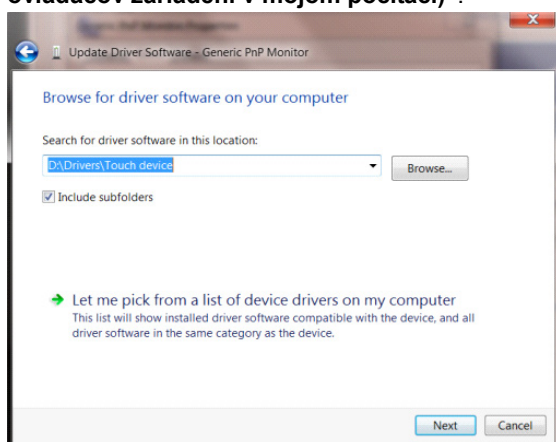 ovládačov zariadení v mojom počítači) .
Update Driver Software - Generic PnP Monitor
Browse for driver software on your computer
Search for driver software in this location:
D:\Drivers\Touch device
Browse...
Include subfolders
Let me pick from a list of device drivers on my computer
This list will show installed driver software compatible with the device, and all
driver software in the same category as the device.
Next
Cancel